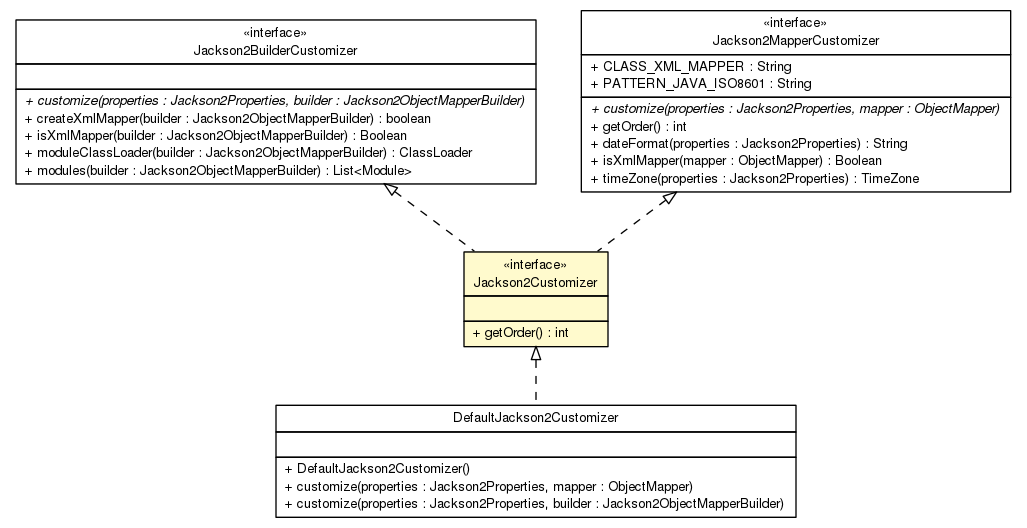 «interface»
Jackson2BuilderCustomizer
+ customize(properties : Jackson2Properties, builder : Jackson2ObjectMapperBuilder)
+ createXmlMapper(builder : Jackson2ObjectMapperBuilder) : boolean
+ isXmlMapper(builder : Jackson2ObjectMapperBuilder) : Boolean
+ moduleClassLoader(builder : Jackson2ObjectMapperBuilder) : ClassLoader
+ modules(builder : Jackson2ObjectMapperBuilder) : List<Module>
«interface»
Jackson2MapperCustomizer
+ CLASS_XML_MAPPER : String
+ PATTERN_JAVA_ISO8601 : String
+ customize(properties : Jackson2Properties, mapper : ObjectMapper)
+ getOrder() : int
+ dateFormat(properties : Jackson2Properties) : String
+ isXmlMapper(mapper : ObjectMapper) : Boolean
+ timeZone(properties : Jackson2Properties) : TimeZone
«interface»
Jackson2Customizer
+ getOrder() : int
DefaultJackson2Customizer
+ DefaultJackson2Customizer()
+ customize(properties : Jackson2Properties, mapper : ObjectMapper)
+ customize(properties : Jackson2Properties, builder : Jackson2ObjectMapperBuilder)